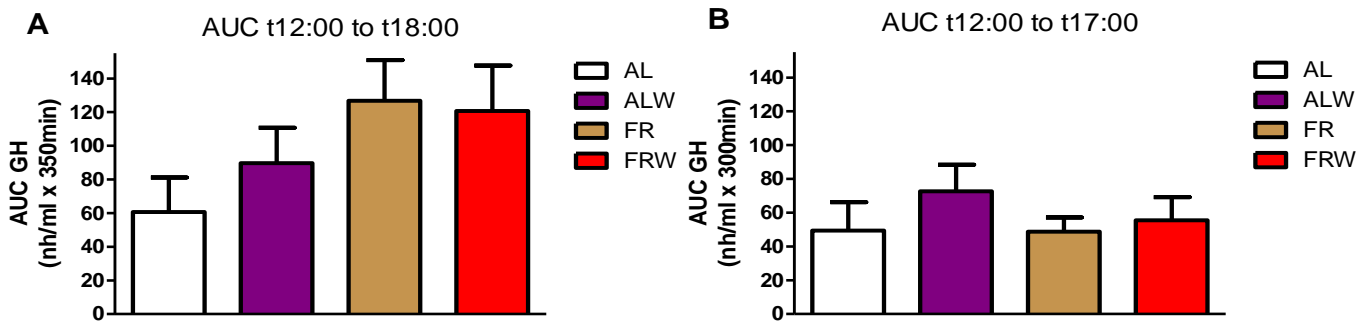 A
AUC t12:00 to t18:00
AUC GH
(nh/ml x 350min)
140
120
100
80
60
40
20
0
AL
ALW
FR
FRW
B
AUC t12:00 to t17:00
AUC GH
(nh/ml x 300min)
140
120
100
80
60
40
20
0
AL
ALW
FR
FRW